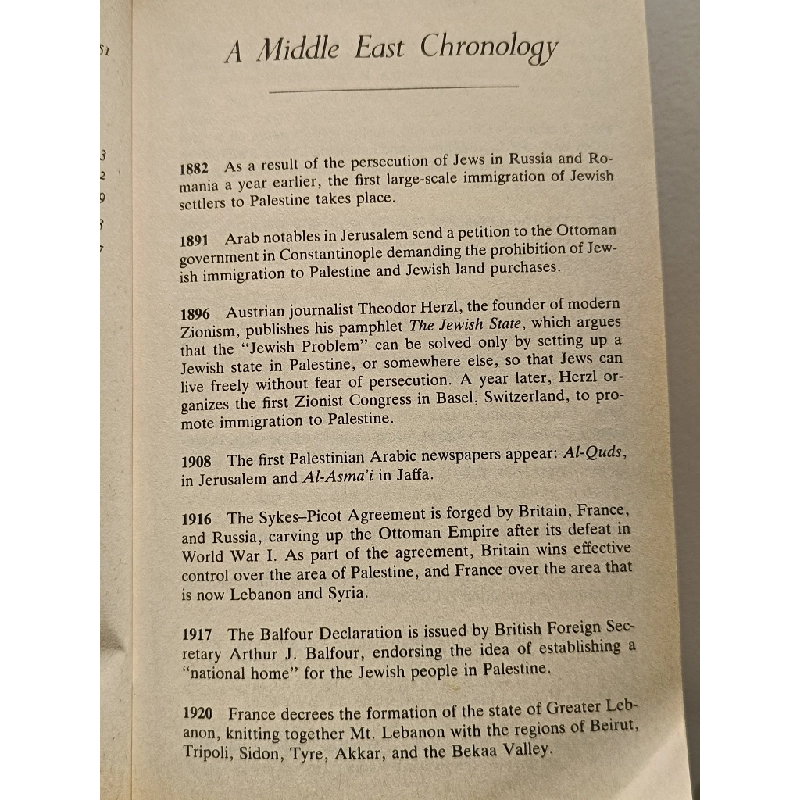 A Middle East Chronology
1882 As a result of the persecution of Jews in Russia and Ro-
mania a year earlier, the first large-scale immigration of Jewish
settlers to Palestine takes place.
1891 Arab notables in Jerusalem send a petition to the Ottoman
government in Constantinople demanding the prohibition of Jew-
ish immigration to Palestine and Jewish land purchases.
1896 Austrian journalist Theodor Herzl, the founder of modern
Zionism, publishes his pamphlet The Jewish State, which argues
that the “Jewish Problem” can be solved only by setting up a
Jewish state in Palestine, or somewhere else, so that Jews can
live freely without fear of persecution. A year later, Herzl or-
ganizes the first Zionist Congress in Basel, Switzerland, to pro-
mote immigration to Palestine.
1908 The first Palestinian Arabic newspapers appear: Al-Quds,
in Jerusalem and Al-Asma'i in Jaffa.
1916 The Sykes–Picot Agreement is forged by Britain, France,
and Russia, carving up the Ottoman Empire after its defeat in
World War I. As part of the agreement, Britain wins effective
control over the area of Palestine, and France over the area that
is now Lebanon and Syria.
1917 The Balfour Declaration is issued by British Foreign Sec-
retary Arthur J. Balfour, endorsing the idea of establishing a
“national home” for the Jewish people in Palestine.
1920 France decrees the formation of the state of Greater Leb-
anon, knitting together Mt. Lebanon with the regions of Beirut,
Tripoli, Sidon, Tyre, Akkar, and the Bekaa Valley.